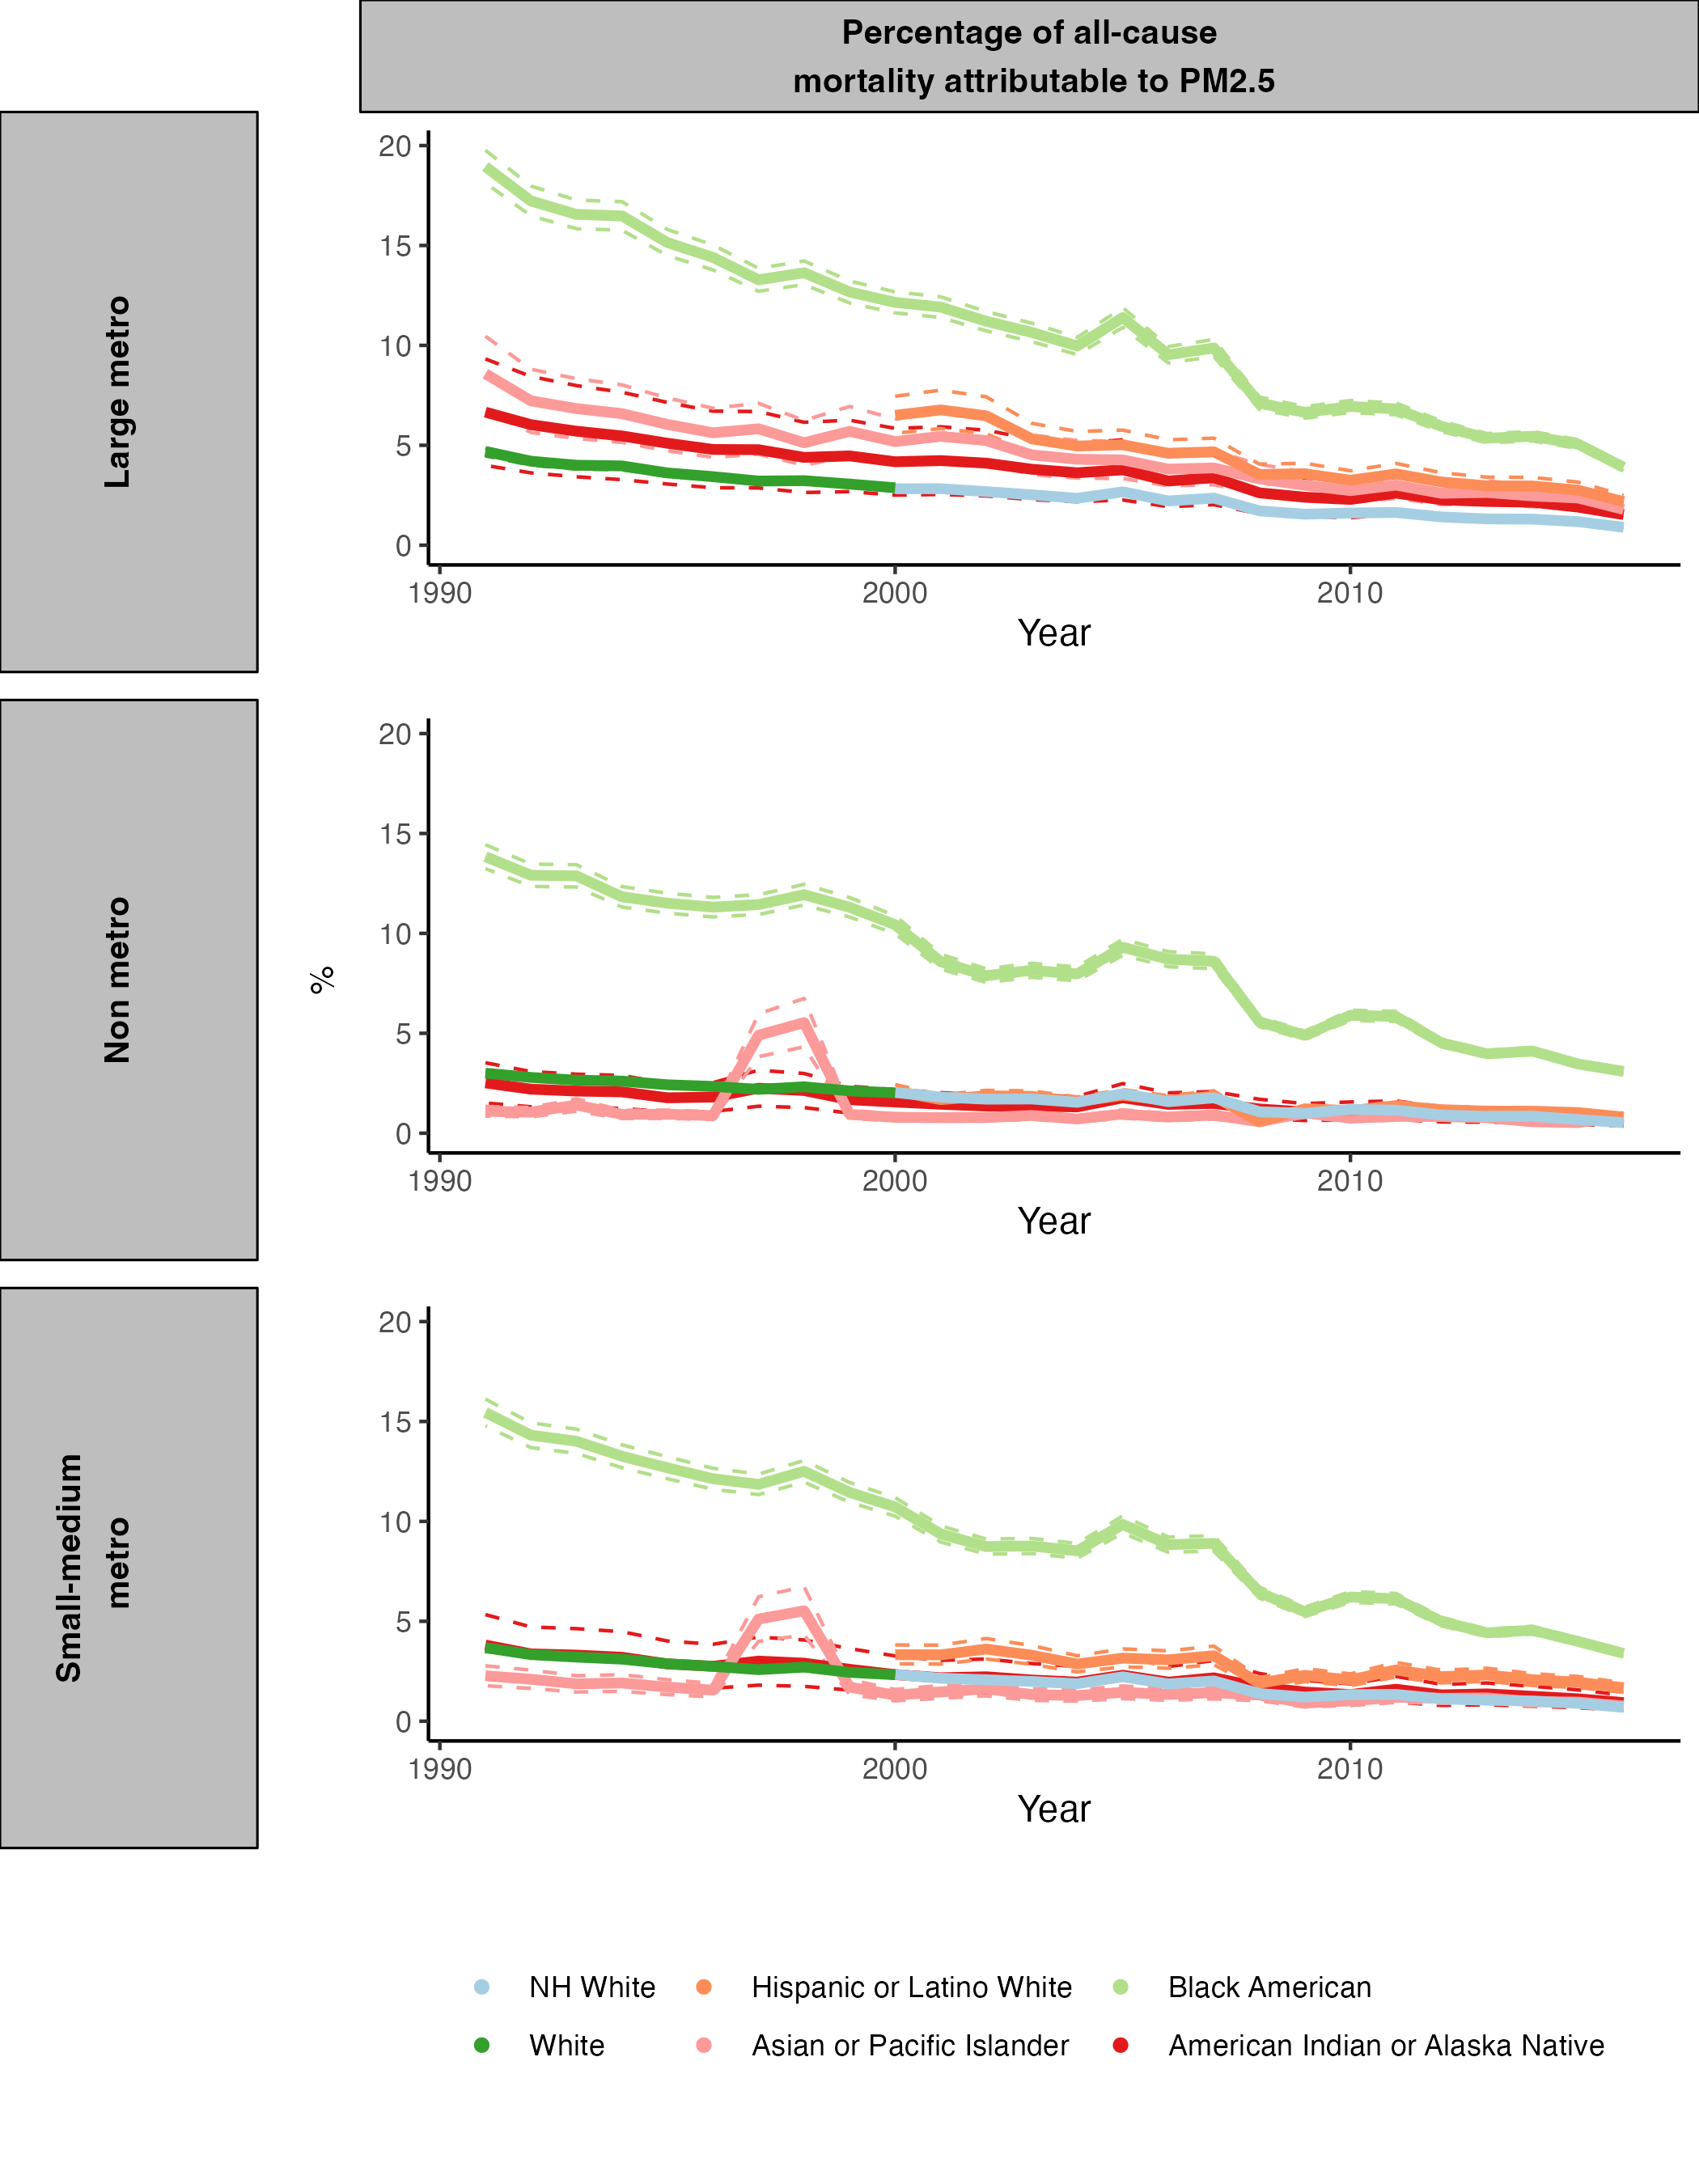 Percentage of all-cause
mortality attributable to PM2.5
Large metro
20
15
10
5
0
1990
2000
2010
Year
Non metro
%
20
15
10
5
0
1990
2000
2010
Year
Small-medium
metro
20
15
10
5
0
1990
2000
2010
Year
NH White
Hispanic or Latino White
Black American
White
Asian or Pacific Islander
American Indian or Alaska Native